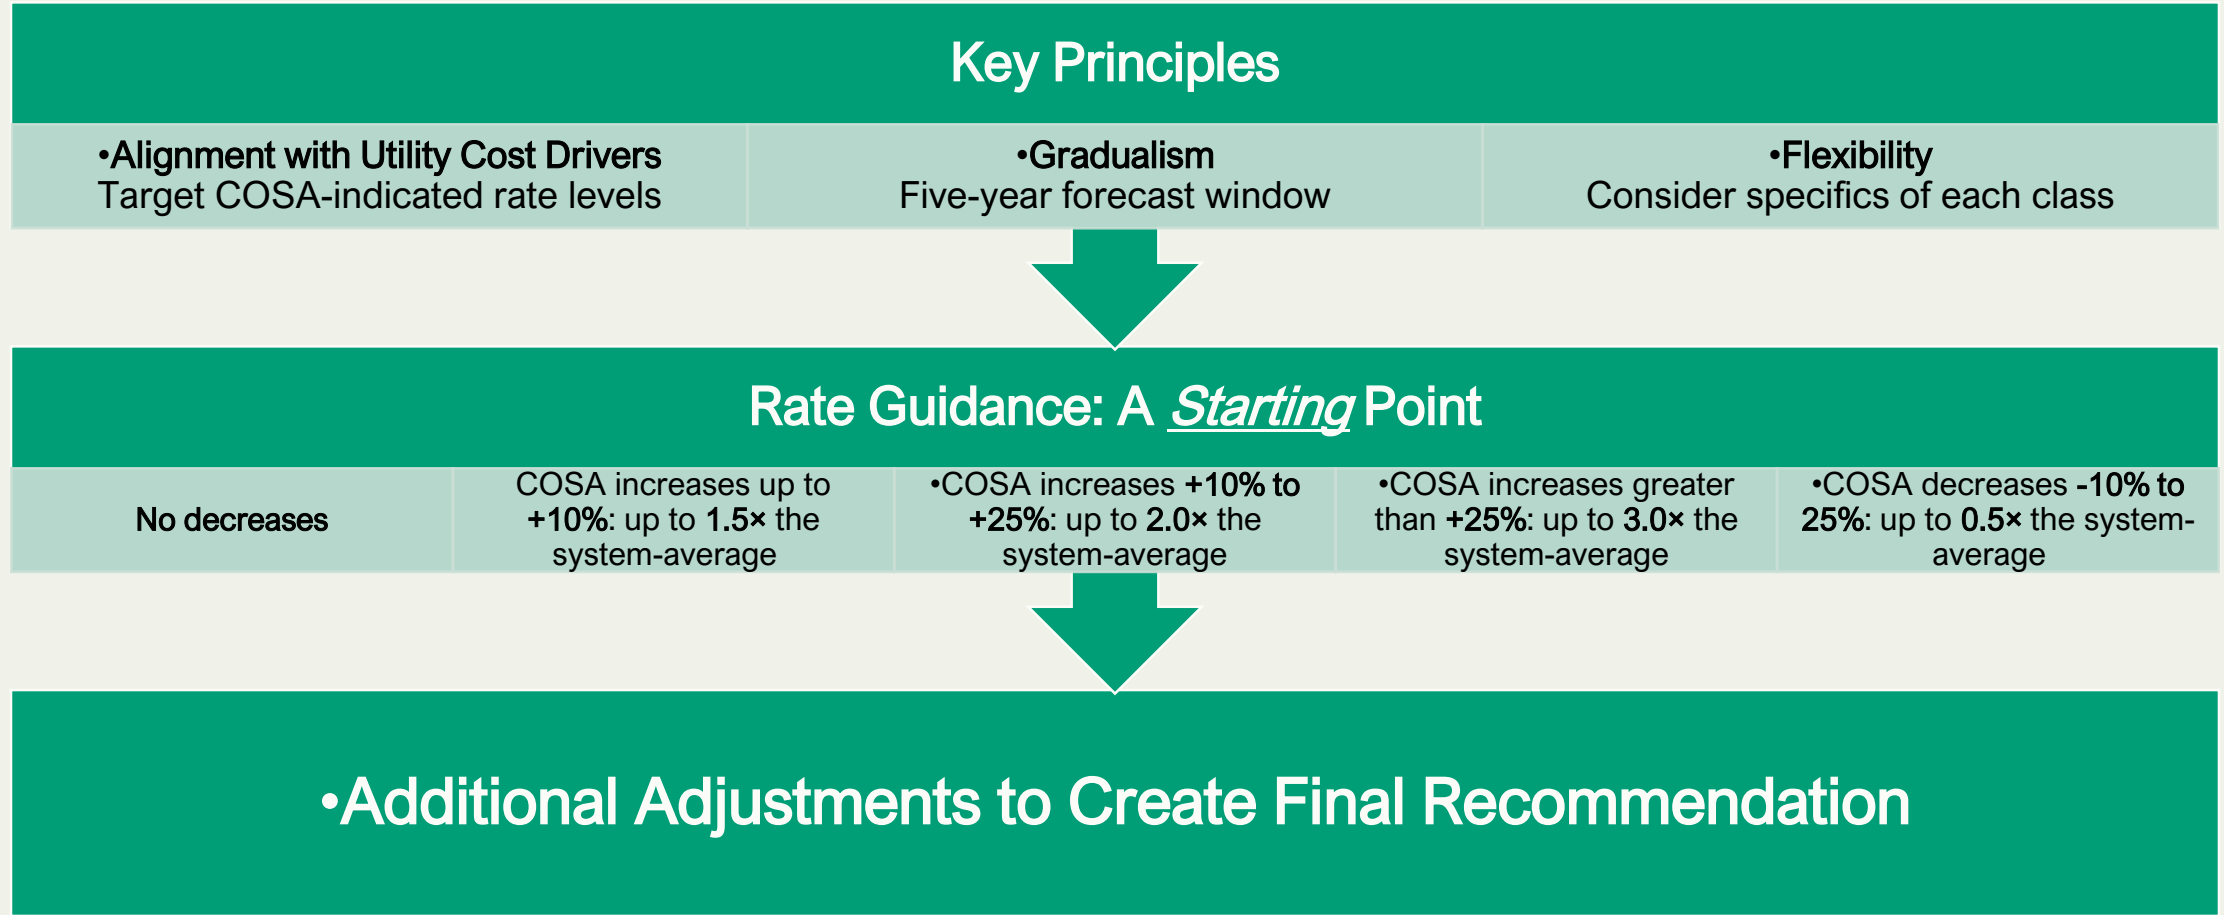 Key Principles
•Alignment with Utility Cost Drivers
Target COSA-indicated rate levels
•Gradualism
Five-year forecast window
•Flexibility
Consider specifics of each class
Rate Guidance: A Starting Point
No decreases
COSA increases up to
+10%: up to 1.5× the
system-average
•COSA increases +10% to
+25%: up to 2.0× the
system-average
•COSA increases greater
than +25%: up to 3.0× the
system-average
•COSA decreases -10% to
25%: up to 0.5× the system-
average
•Additional Adjustments to Create Final Recommendation